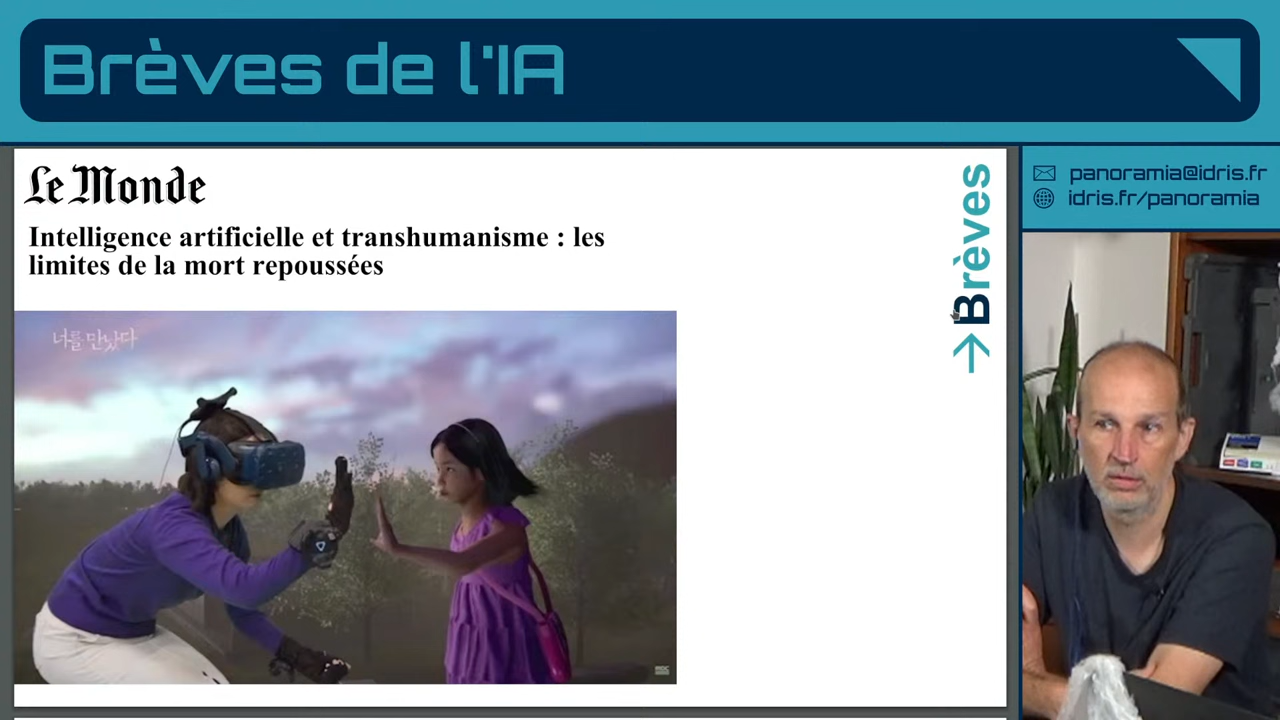 Brèves de l'IA
Le Monde
Intelligence artificielle et transhumanisme : les
limites de la mort repoussées
너를 만났다
MBC
→Brèves
panoramia@idris.fr
idris.fr/panoramia